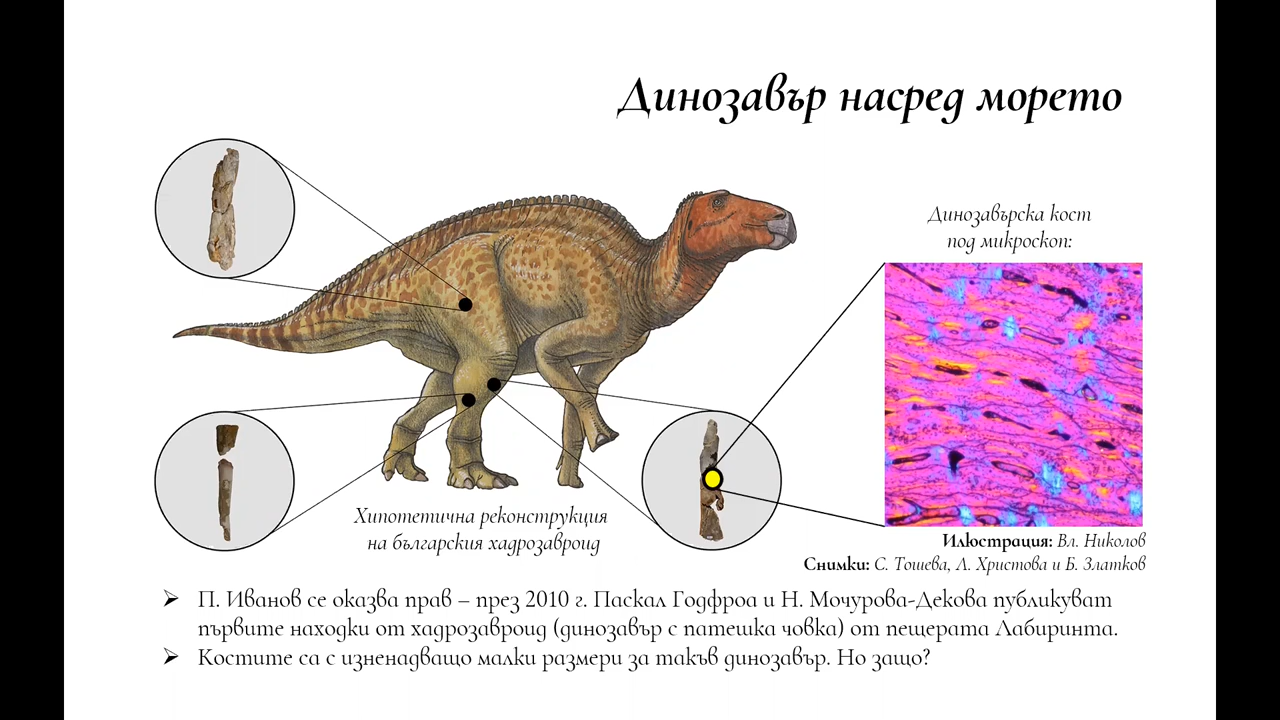 Динозавър насред морето
Динозавърска кост
под микроскоп:
Хипотетична реконструкция
на българския хадрозавроид
Илюстрация: Вл. Николов
Снимки: С. Тошева, Л. Христова и Б. Златков
➢ П. Иванов се оказва прав – през 2010 г. Паскал Годфроа и Н. Мочурова-Декова публикуват
първите находки от хадрозавроид (динозавър с патешка човка) от пещерата Лабиринта.
➢ Костите са с изненадващо малки размери за такъв динозавър. Но защо?